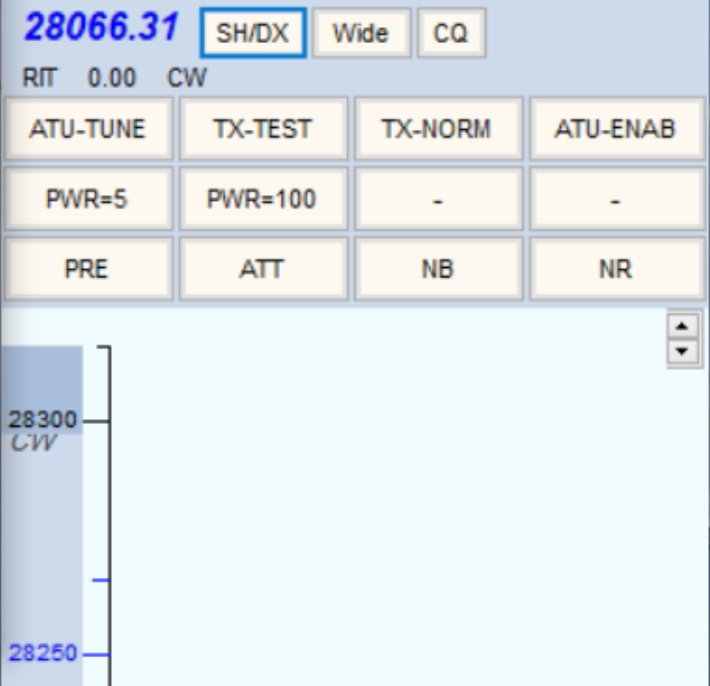 28066.31 SH/DX Wide CQ
RIT 0.00 CW
ATU-TUNE TX-TEST TX-NORM ATU-ENAB
PWR=5 PWR=100 - -
PRE ATT NB NR
28300
CW
28250